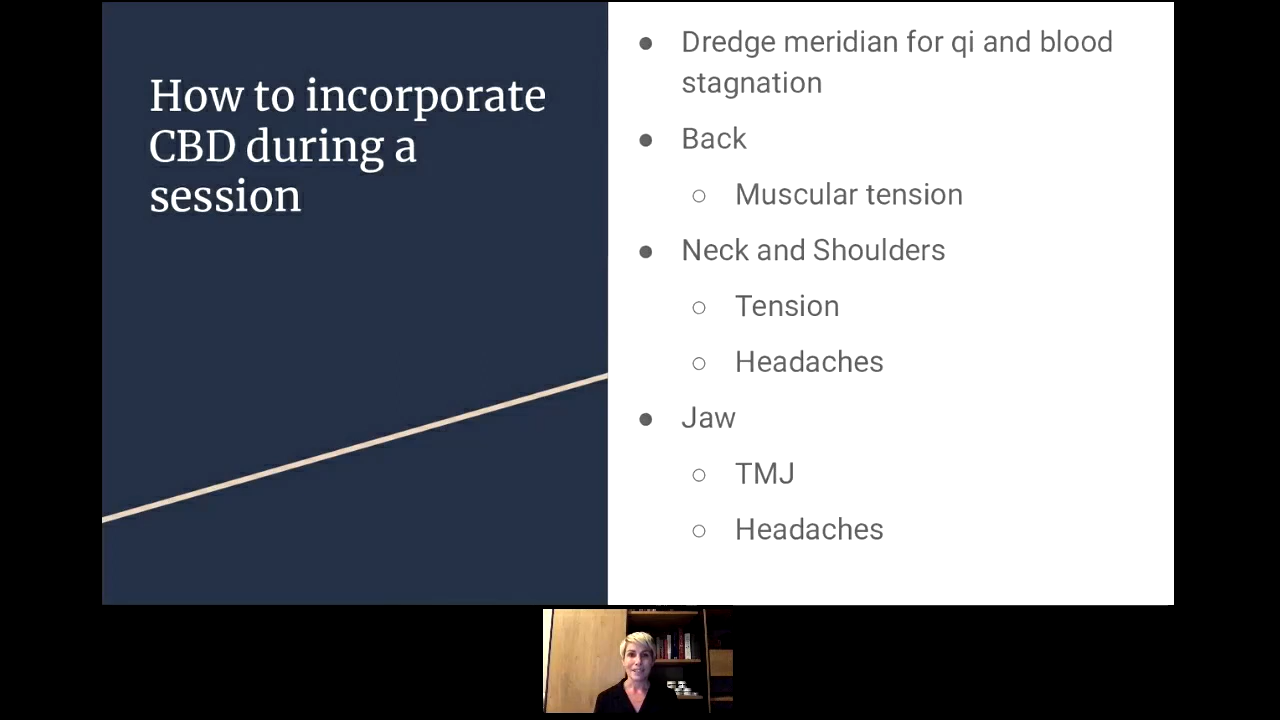 How to incorporate
CBD during a
session
Dredge meridian for qi and blood
stagnation
Back
Muscular tension
Neck and Shoulders
Tension
Headaches
Jaw
TMJ
Headaches